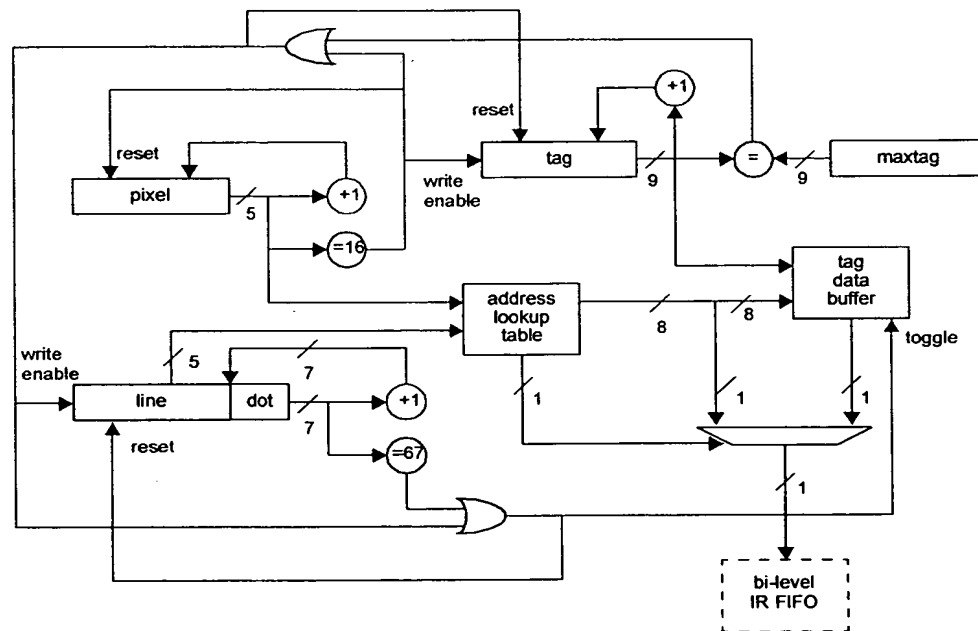 reset
+1
reset
tag
9
=
9
maxtag
write
enable
pixel
5
+1
=16
tag
data
buffer
address
lookup
table
8
8
toggle
write
enable
5
7
1
1
1
line
dot
7
+1
reset
=67
1
bi-level
IR FIFO